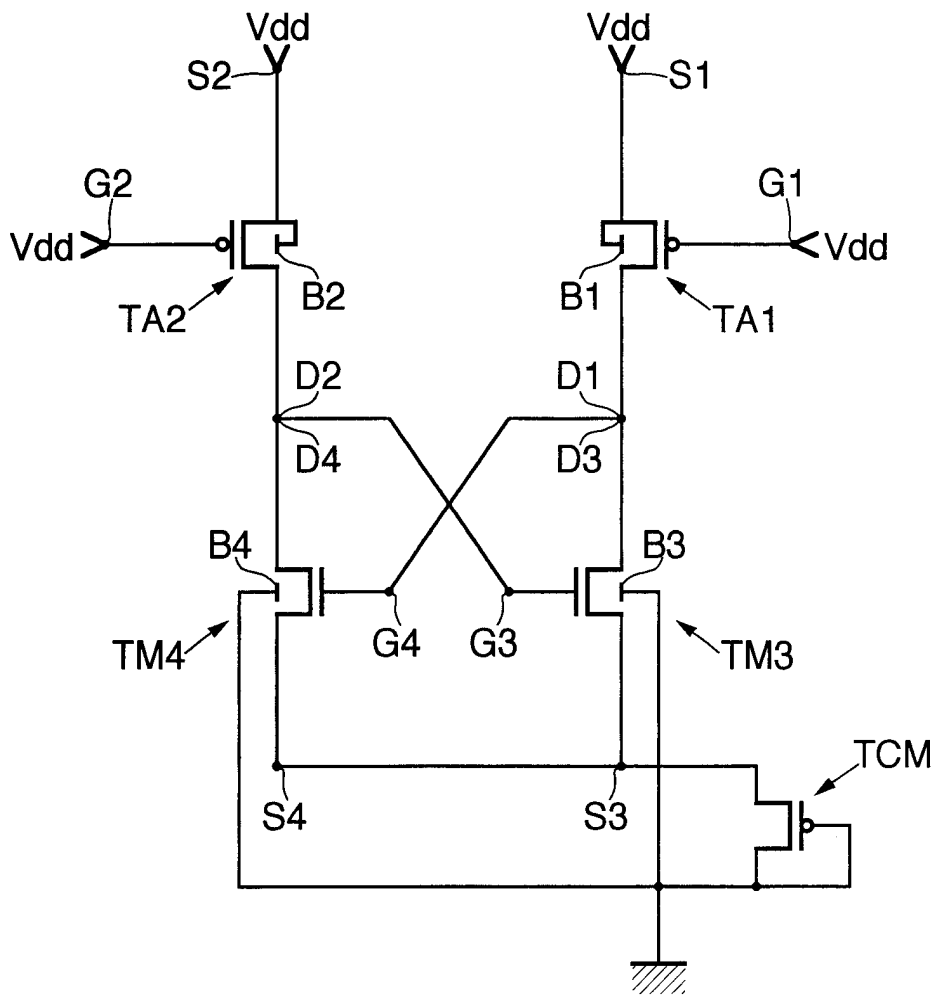 Vdd Vdd
S2 S1
G2 G1
Vdd Vdd
B2 B1
TA2 TA1
D2 D1
D4 D3
B4 B3
G4 G3
TM4 TM3
TCM
S4 S3